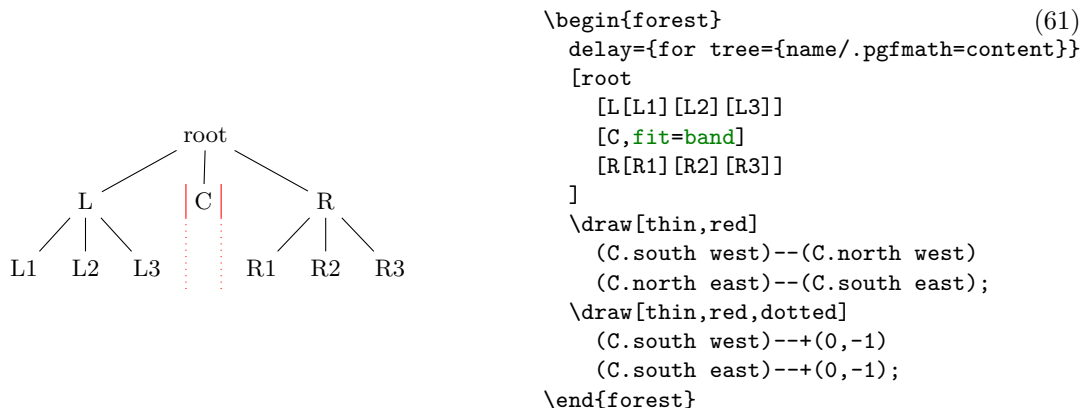 root
L C R
L1 L2 L3 R1 R2 R3
\begin{forest} (61)
  delay={for tree={name/.pgfmath=content}}
  [root
    [L[L1][L2][L3]]
    [C,fit=band]
    [R[R1][R2][R3]]
  ]
  \draw[thin,red]
    (C.south west)--(C.north west)
    (C.north east)--(C.south east);
  \draw[thin,red,dotted]
    (C.south west)--+(0,-1)
    (C.south east)--+(0,-1);
\end{forest}